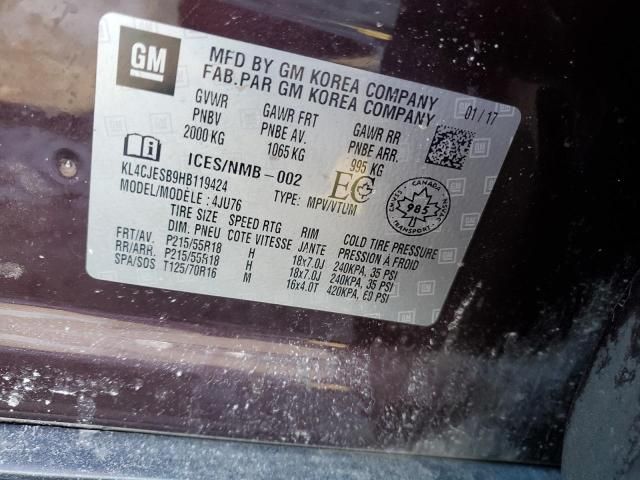 GM
MFD BY GM KOREA COMPANY
FAB.PAR GM KOREA COMPANY
01/17
GVWR GAWR FRT GAWR RR
PNBV PNBE AV. PNBE ARR.
2000 KG 1065 KG 995 KG
ICES/NMB-002
EC
KL4CJESB9HB119424
TYPE: MPV/VTUM
MODEL/MODÈLE: 4JU76
CANADA
985
TRANSPORT
TIRE SIZE SPEED RTG RIM COLD TIRE PRESSURE
DIM. PNEU COTE VITESSE JANTE PRESSION À FROID
FRT/AV. P215/55R18 H 18x7.0J 240KPA, 35 PSI
RR/ARR. P215/55R18 H 18x7.0J 240KPA, 35 PSI
SPA/SOS T125/70R16 M 16x4.0T 420KPA, 60 PSI